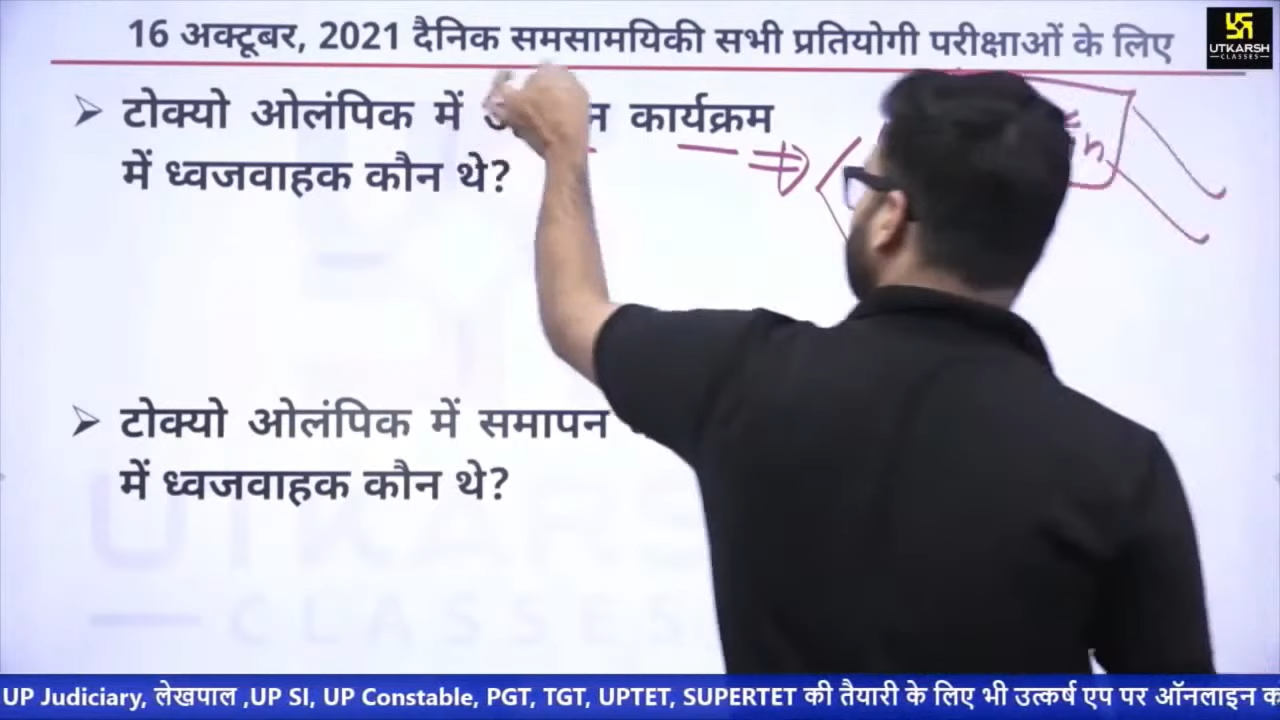 16 अक्टूबर, 2021 दैनिक समसामयिकी सभी प्रतियोगी परीक्षाओं के लिए
UTKARSH
CLASSES
टोक्यो ओलंपिक में कार्यक्रम
में ध्वजवाहक कौन थे?
टोक्यो ओलंपिक में समापन
में ध्वजवाहक कौन थे?
UTKARS
CLASSES
UP Judiciary, लेखपाल ,UP SI, UP Constable, PGT, TGT, UPTET, SUPERTET की तैयारी के लिए भी उत्कर्ष एप पर ऑनलाइन